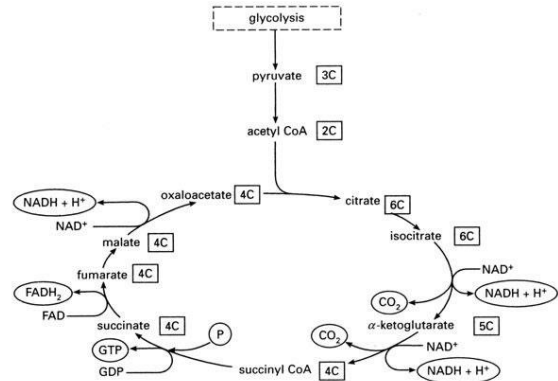 glycolysis
pyruvate 3C
acetyl CoA 2C
oxaloacetate 4C
citrate 6C
isocitrate 6C
NAD⁺
NADH + H⁺
CO₂
α-ketoglutarate 5C
NAD⁺
NADH + H⁺
CO₂
succinyl CoA 4C
P
GTP
GDP
succinate 4C
FADH₂
FAD
fumarate 4C
malate 4C
NADH + H⁺
NAD⁺